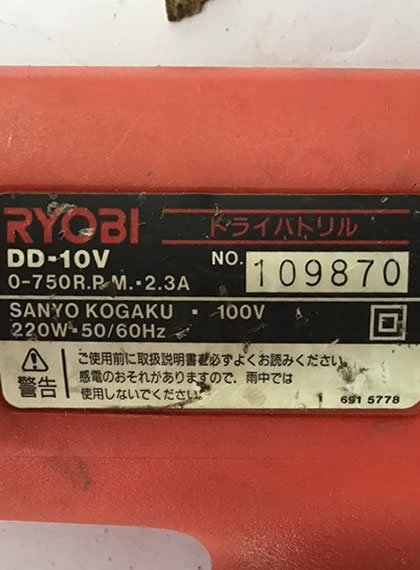 RYOBI ドライバドリル
DD-10V NO. 109870
0-750R.P.M.･2.3A
SANYO KOGAKU ･ 100V
220W･50/60Hz
ご使用前に取扱説明書を必ずよくお読みください。
警告 感電のおそれがありますので、雨中では
使用しないでください。
691 5778